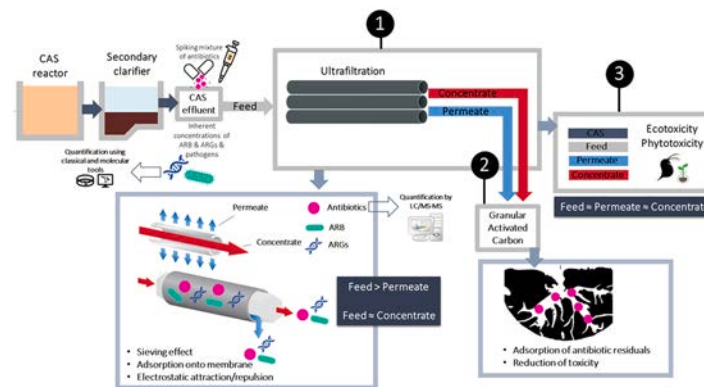 1
CAS
reactor
Secondary
clarifier
Spiking mixture
of antibiotics
CAS
effluent
Feed
Inherent
concentrations of
ARB & ARGs &
pathogens
Quantification using
classical and molecular
tools
Ultrafiltration
Concentrate
Permeate
3
CAS
Feed
Permeate
Concentrate
Ecotoxicity
Phytotoxicity
Feed ≈ Permeate ≈ Concentrate
2
Granular
Activated
Carbon
Permeate
Concentrate
Antibiotics
ARB
ARGs
Quantification by
LC/MS-MS
Feed > Permeate
Feed ≈ Concentrate
• Sieving effect
• Adsorption onto membrane
• Electrostatic attraction/repulsion
• Adsorption of antibiotic residuals
• Reduction of toxicity